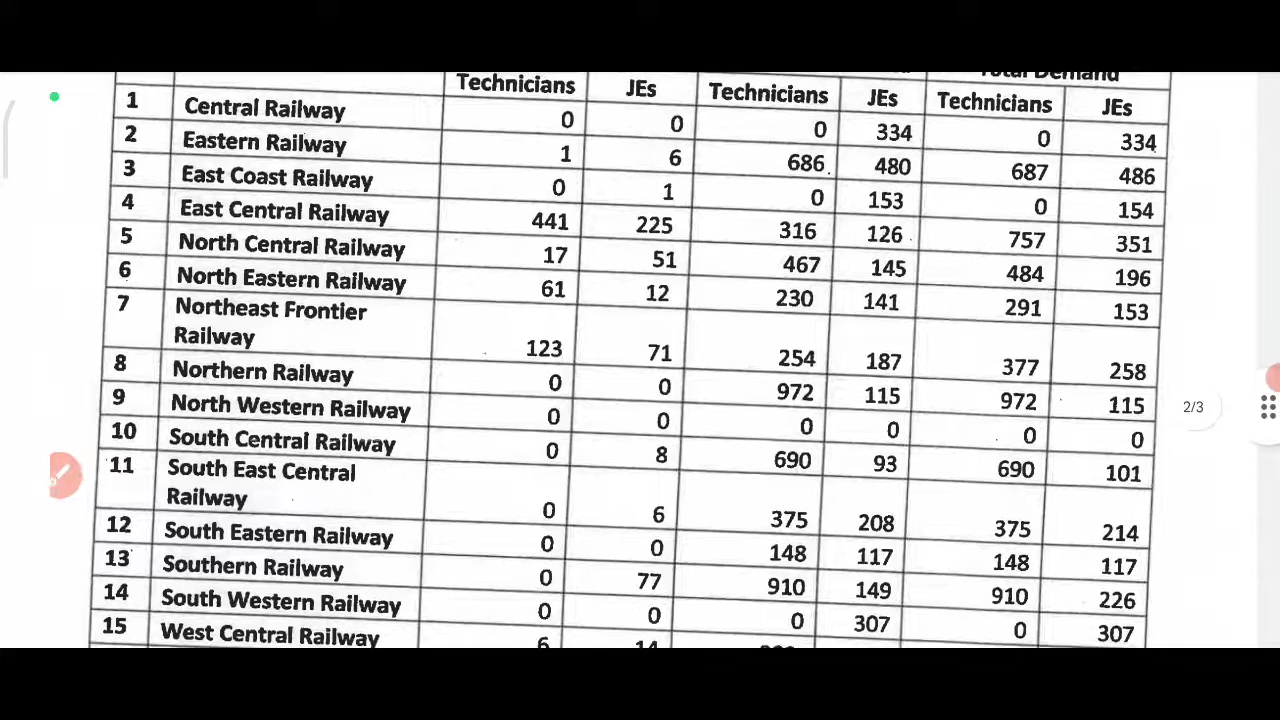 Total Demand
Technicians JEs Technicians JEs Technicians JEs
1 Central Railway 0 0 0 334 0 334
2 Eastern Railway 1 6 686 480 687 486
3 East Coast Railway 0 1 0 153 0 154
4 East Central Railway 441 225 316 126 757 351
5 North Central Railway 17 51 467 145 484 196
6 North Eastern Railway 61 12 230 141 291 153
7 Northeast Frontier
Railway 123 71 254 187 377 258
8 Northern Railway 0 0 972 115 972 115
9 North Western Railway 0 0 0 0 0 0
10 South Central Railway 0 8 690 93 690 101
11 South East Central
Railway 0 6 375 208 375 214
12 South Eastern Railway 0 0 148 117 148 117
13 Southern Railway 0 77 910 149 910 226
14 South Western Railway 0 0 0 307 0 307
15 West Central Railway 6 14
2/3